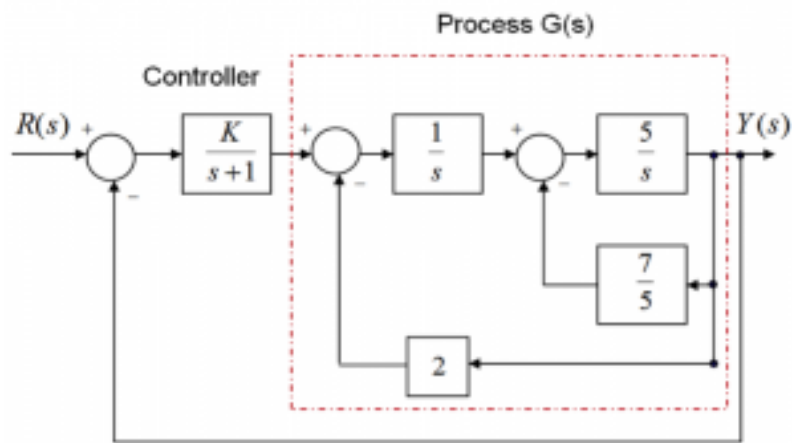 Process G(s)
Controller
R(s) +
−
K
s+1
+
−
1
s
+
−
5
s
Y(s)
7
5
2